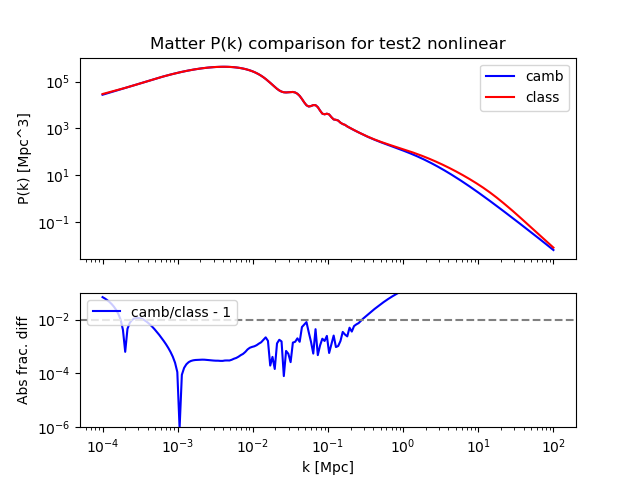 Matter P(k) comparison for test2 nonlinear
P(k) [Mpc^3]
10^5
10^3
10^1
10^-1
camb
class
Abs frac. diff
10^-2
10^-4
10^-6
camb/class - 1
10^-4
10^-3
10^-2
10^-1
10^0
10^1
10^2
k [Mpc]